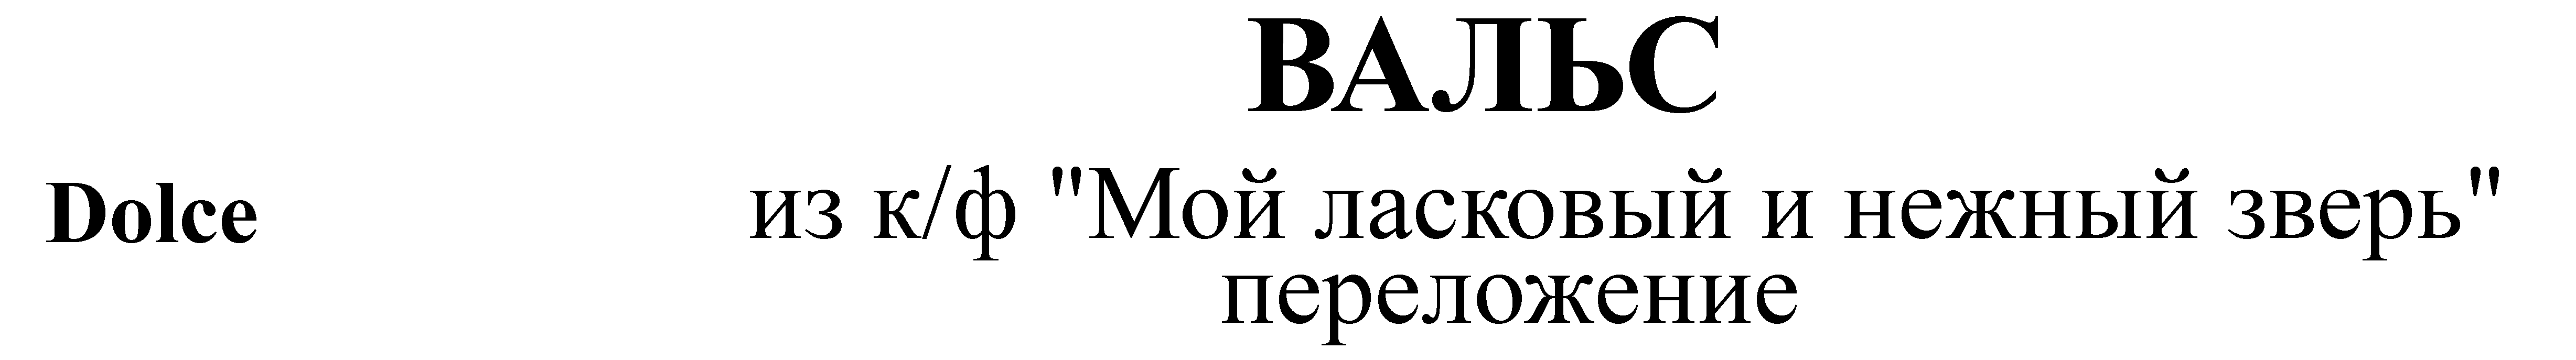 ВАЛЬС
Dolce
из к/ф "Мой ласковый и нежный зверь"
переложение